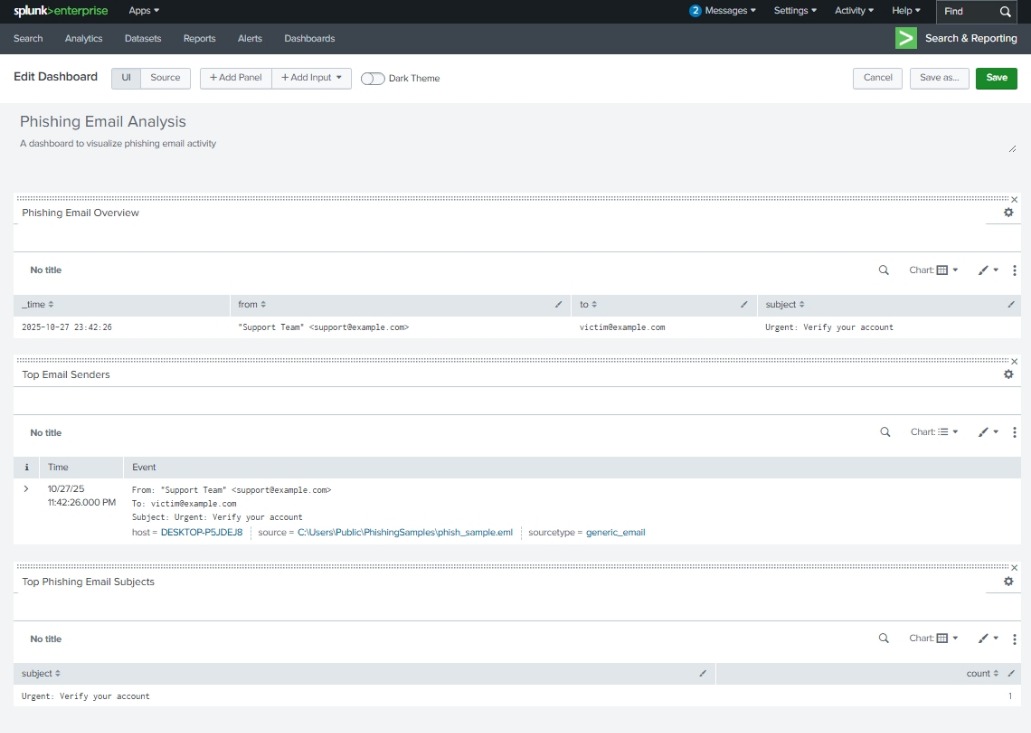 splunk>enterprise Apps 2 Messages Settings Activity Help Find
Search Analytics Datasets Reports Alerts Dashboards Search & Reporting
Edit Dashboard UI Source + Add Panel + Add Input Dark Theme Cancel Save as... Save
Phishing Email Analysis
A dashboard to visualize phishing email activity
Phishing Email Overview
No title Chart:
_time from to subject
2025-10-27 23:42:26 "Support Team" <support@example.com> victim@example.com Urgent: Verify your account
Top Email Senders
No title Chart:
i Time Event
10/27/25 From: "Support Team" <support@example.com>
11:42:26.000 PM To: victim@example.com
Subject: Urgent: Verify your account
host = DESKTOP-P5JDEJ8 source = C:\Users\Public\PhishingSamples\phish_sample.eml sourcetype = generic_email
Top Phishing Email Subjects
No title Chart:
subject count
Urgent: Verify your account 1